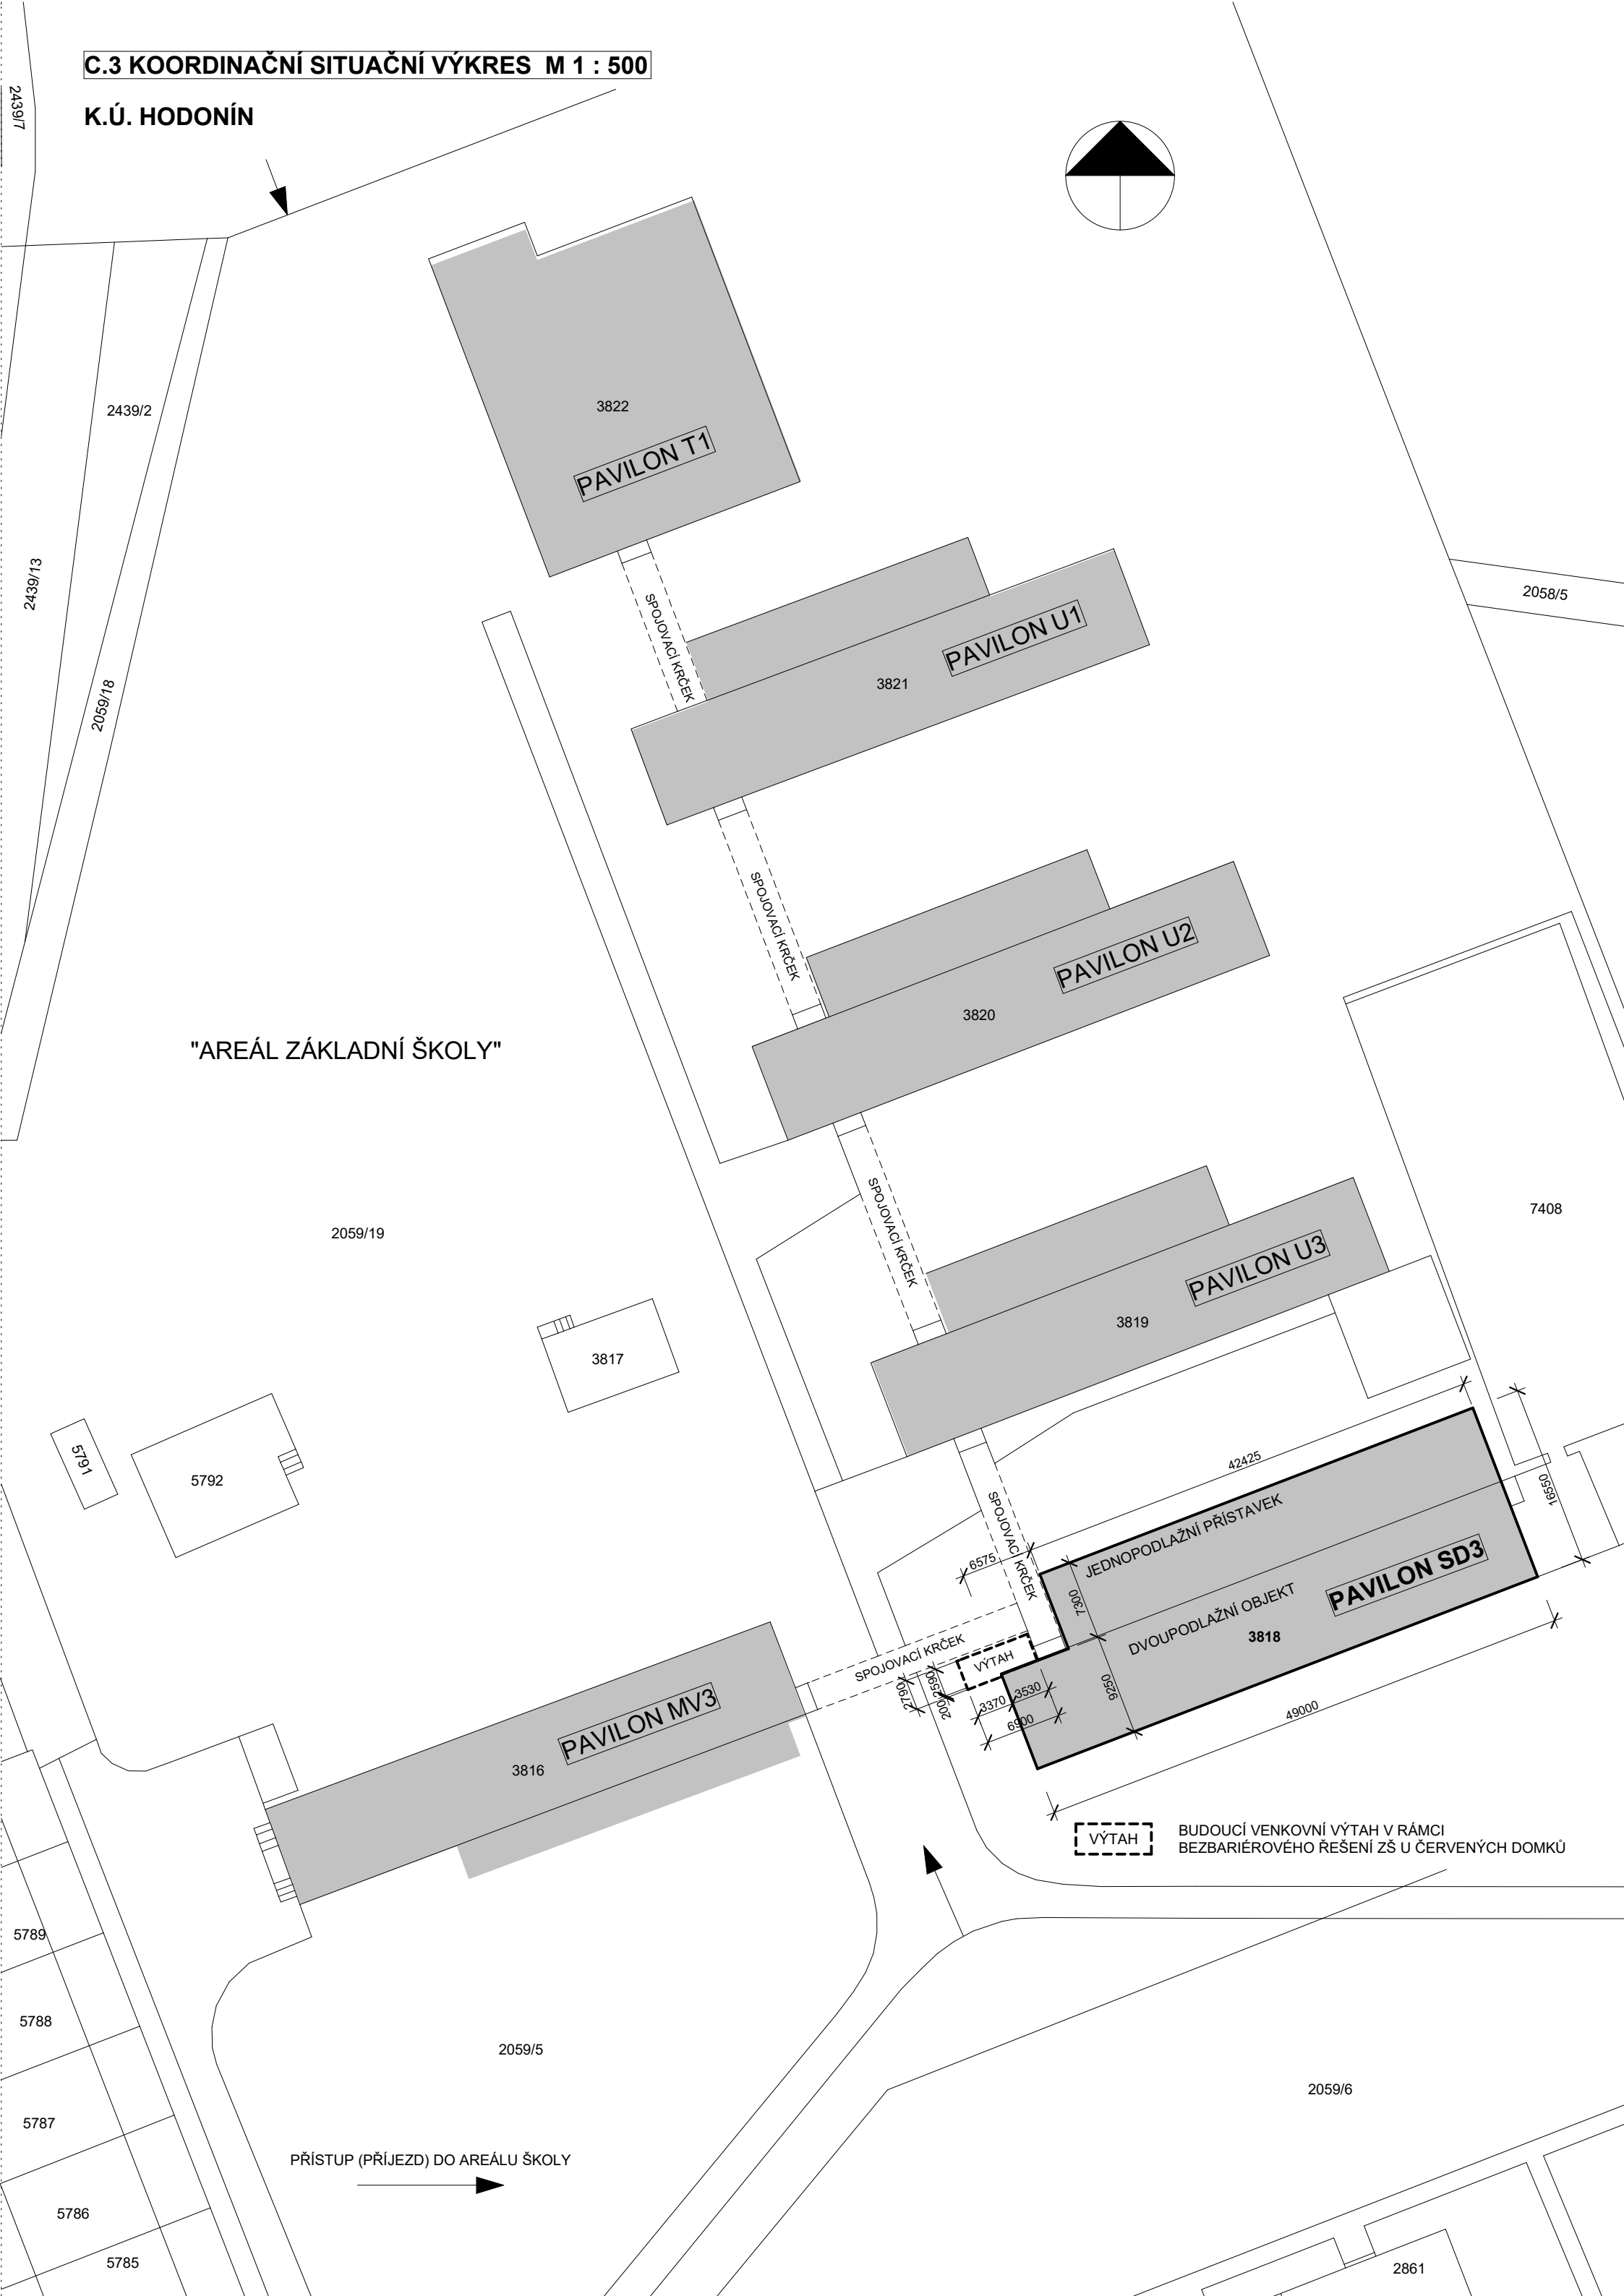 C.3 KOORDINAČNÍ SITUAČNÍ VÝKRES M 1 : 500
K.Ú. HODONÍN
2439/7
2439/2
3822
PAVILON T1
2439/13
2058/5
SPOJOVACÍ KRČEK
PAVILON U1
3821
2059/18
SPOJOVACÍ KRČEK
PAVILON U2
3820
"AREÁL ZÁKLADNÍ ŠKOLY"
2059/19
7408
SPOJOVACÍ KRČEK
PAVILON U3
3819
3817
5791
5792
42425
16550
SPOJOVACÍ KRČEK
JEDNOPODLAŽNÍ PŘÍSTAVEK
6575
7300
PAVILON SD3
DVOUPODLAŽNÍ OBJEKT
3818
SPOJOVACÍ KRČEK
VÝTAH
2790
2590
200
3370
3530
6900
9250
49000
PAVILON MV3
3816
VÝTAH
BUDOUCÍ VENKOVNÍ VÝTAH V RÁMCI
BEZBARIÉROVÉHO ŘEŠENÍ ZŠ U ČERVENÝCH DOMKŮ
5789
5788
2059/5
2059/6
5787
PŘÍSTUP (PŘÍJEZD) DO AREÁLU ŠKOLY
5786
5785
2861